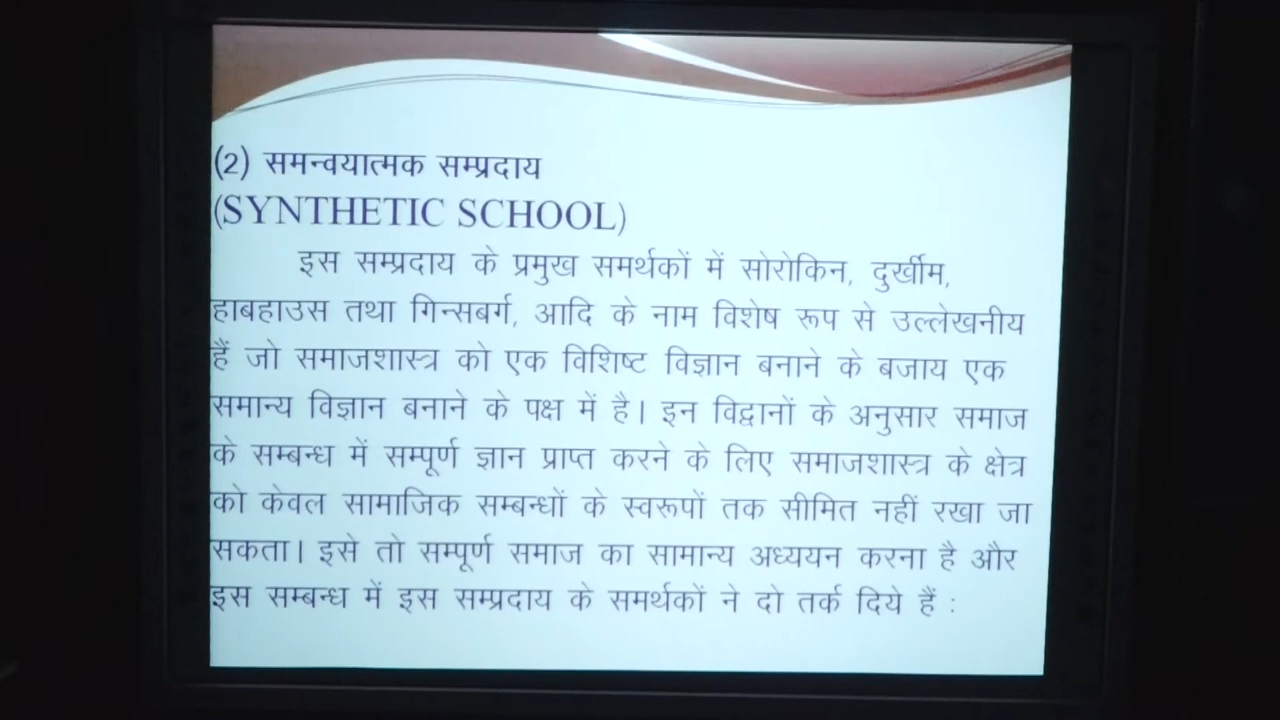 (2) समन्वयात्मक सम्प्रदाय
(SYNTHETIC SCHOOL)
इस सम्प्रदाय के प्रमुख समर्थकों में सोरोकिन, दुर्खीम,
हाबहाउस तथा गिन्सबर्ग, आदि के नाम विशेष रूप से उल्लेखनीय
हैं जो समाजशास्त्र को एक विशिष्ट विज्ञान बनाने के बजाय एक
समान्य विज्ञान बनाने के पक्ष में है। इन विद्वानों के अनुसार समाज
के सम्बन्ध में सम्पूर्ण ज्ञान प्राप्त करने के लिए समाजशास्त्र के क्षेत्र
को केवल सामाजिक सम्बन्धों के स्वरूपों तक सीमित नहीं रखा जा
सकता। इसे तो सम्पूर्ण समाज का सामान्य अध्ययन करना है और
इस सम्बन्ध में इस सम्प्रदाय के समर्थकों ने दो तर्क दिये हैं :